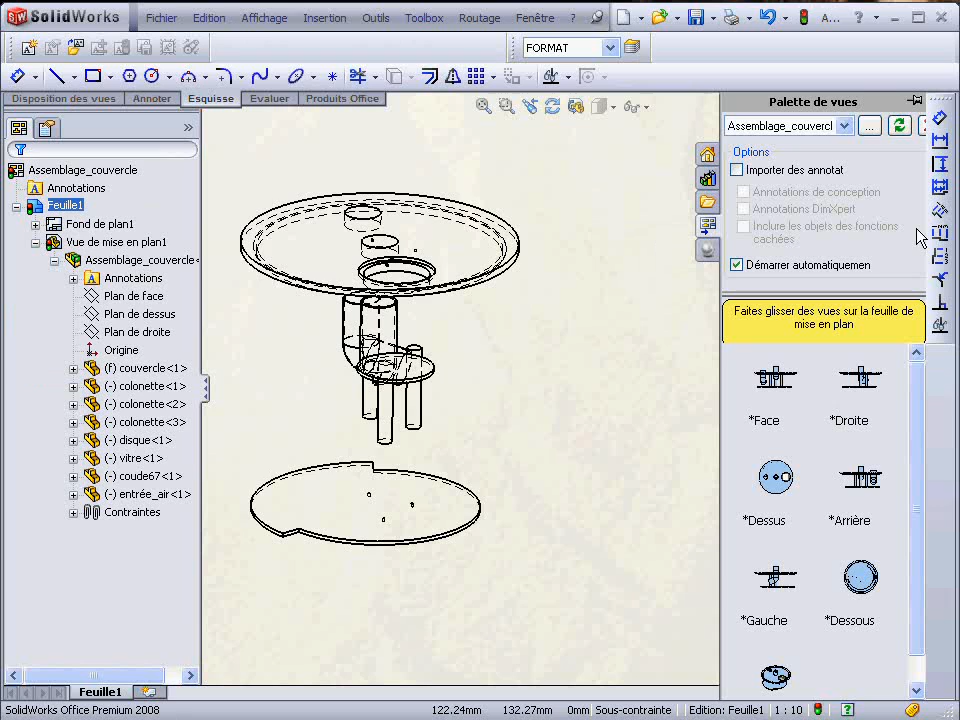 SolidWorks Fichier Edition Affichage Insertion Outils Toolbox Routage Fenêtre ? A... ?
FORMAT
Disposition des vues Annoter Esquisse Evaluer Produits Office
Palette de vues
Assemblage_couvercl ...
Options
Importer des annotat
Annotations de conception
Annotations DimXpert
Inclure les objets des fonctions
cachées
Démarrer automatiquemen
Faites glisser des vues sur la feuille de
mise en plan
*Face *Droite
*Dessus *Arrière
*Gauche *Dessous
Assemblage_couvercle
Annotations
Feuille1
Fond de plan1
Vue de mise en plan1
Assemblage_couvercle<
Annotations
Plan de face
Plan de dessus
Plan de droite
Origine
(f) couvercle<1>
(-) colonette<1>
(-) colonette<2>
(-) colonette<3>
(-) disque<1>
(-) vitre<1>
(-) coude67<1>
(-) entrée_air<1>
Contraintes
Feuille1
SolidWorks Office Premium 2008 122.24mm 132.27mm 0mm Sous-contrainte Edition: Feuille1 1 : 10